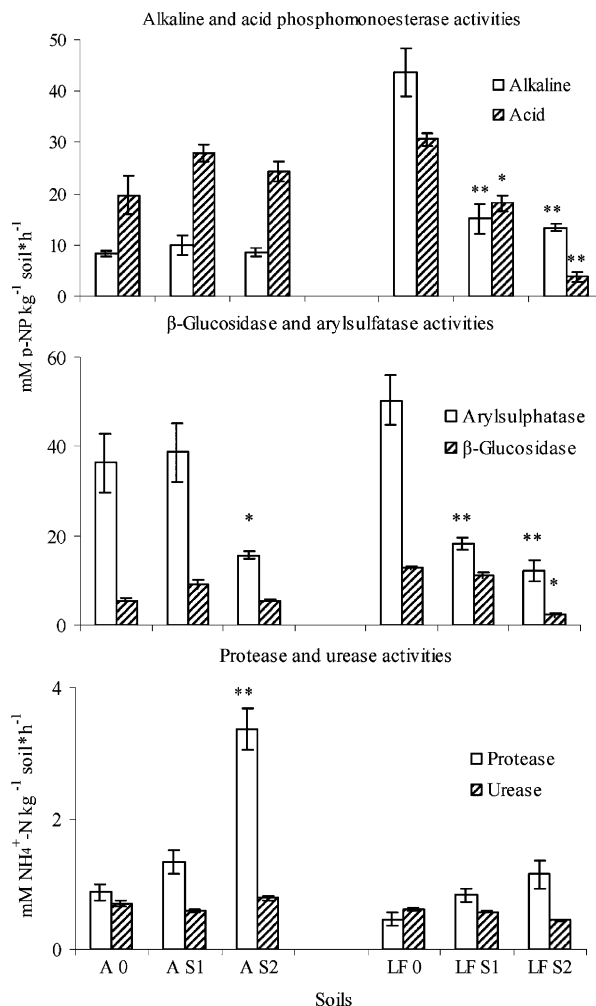 Alkaline and acid phosphomonoesterase activities
50
40
30
20
10
0
Alkaline
Acid
**
*
**
**
mM p-NP kg⁻¹ soil*h⁻¹
β-Glucosidase and arylsulfatase activities
60
40
20
0
Arylsulphatase
β-Glucosidase
*
**
**
*
Protease and urease activities
4
2
1
0
**
Protease
Urease
mM NH4⁺-N kg⁻¹ soil*h⁻¹
A 0 A S1 A S2 LF 0 LF S1 LF S2
Soils